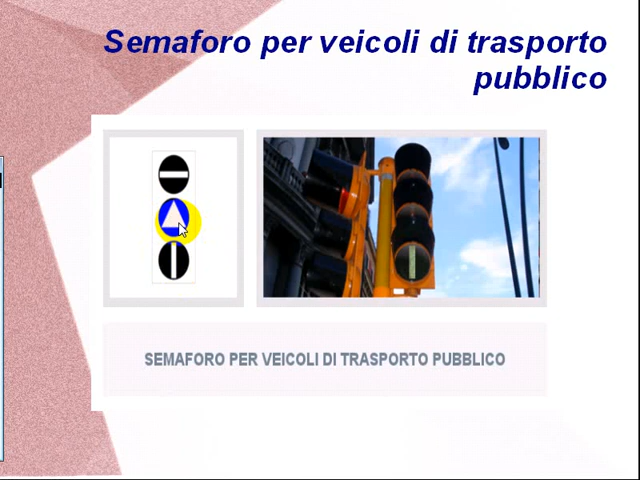 Semaforo per veicoli di trasporto
pubblico
SEMAFORO PER VEICOLI DI TRASPORTO PUBBLICO